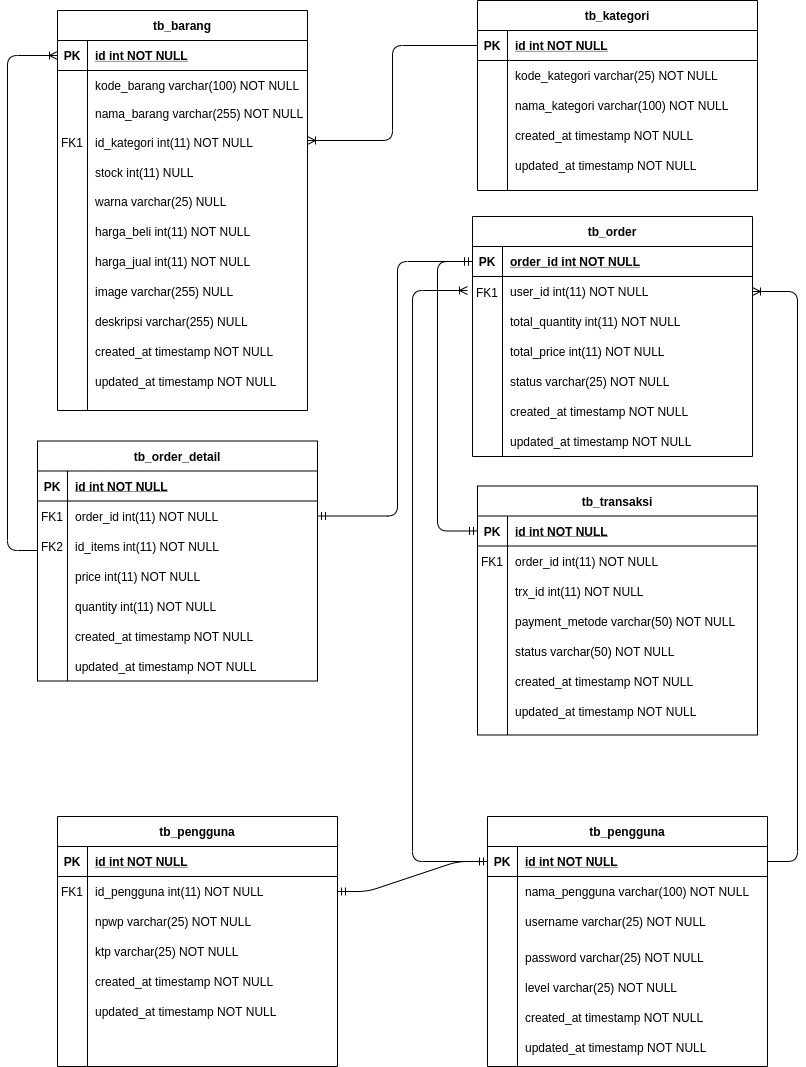 tb_barang
PK id int NOT NULL
kode_barang varchar(100) NOT NULL
nama_barang varchar(255) NOT NULL
FK1 id_kategori int(11) NOT NULL
stock int(11) NULL
warna varchar(25) NULL
harga_beli int(11) NOT NULL
harga_jual int(11) NOT NULL
image varchar(255) NULL
deskripsi varchar(255) NULL
created_at timestamp NOT NULL
updated_at timestamp NOT NULL
tb_kategori
PK id int NOT NULL
kode_kategori varchar(25) NOT NULL
nama_kategori varchar(100) NOT NULL
created_at timestamp NOT NULL
updated_at timestamp NOT NULL
tb_order
PK order_id int NOT NULL
FK1 user_id int(11) NOT NULL
total_quantity int(11) NOT NULL
total_price int(11) NOT NULL
status varchar(25) NOT NULL
created_at timestamp NOT NULL
updated_at timestamp NOT NULL
tb_order_detail
PK id int NOT NULL
FK1 order_id int(11) NOT NULL
FK2 id_items int(11) NOT NULL
price int(11) NOT NULL
quantity int(11) NOT NULL
created_at timestamp NOT NULL
updated_at timestamp NOT NULL
tb_transaksi
PK id int NOT NULL
FK1 order_id int(11) NOT NULL
trx_id int(11) NOT NULL
payment_metode varchar(50) NOT NULL
status varchar(50) NOT NULL
created_at timestamp NOT NULL
updated_at timestamp NOT NULL
tb_pengguna
PK id int NOT NULL
FK1 id_pengguna int(11) NOT NULL
npwp varchar(25) NOT NULL
ktp varchar(25) NOT NULL
created_at timestamp NOT NULL
updated_at timestamp NOT NULL
tb_pengguna
PK id int NOT NULL
nama_pengguna varchar(100) NOT NULL
username varchar(25) NOT NULL
password varchar(25) NOT NULL
level varchar(25) NOT NULL
created_at timestamp NOT NULL
updated_at timestamp NOT NULL